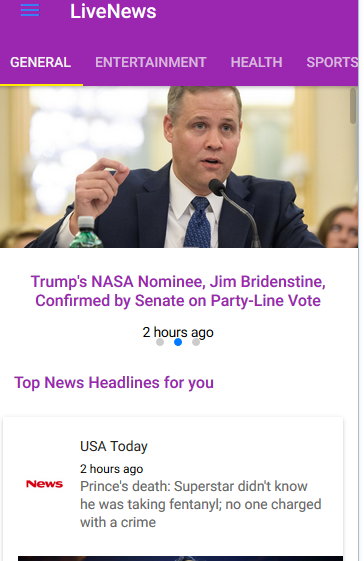 LiveNews
GENERAL ENTERTAINMENT HEALTH SPORTS
Trump's NASA Nominee, Jim Bridenstine,
Confirmed by Senate on Party-Line Vote
2 hours ago
Top News Headlines for you
USA Today
2 hours ago
News
Prince's death: Superstar didn't know
he was taking fentanyl; no one charged
with a crime